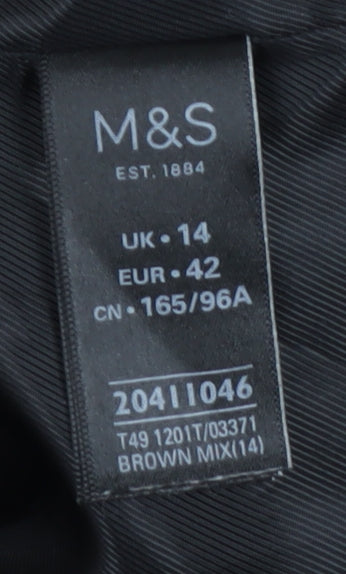 M&S
EST. 1884
UK • 14
EUR • 42
CN • 165/96A
20411046
T49 1201T/03371
BROWN MIX(14)